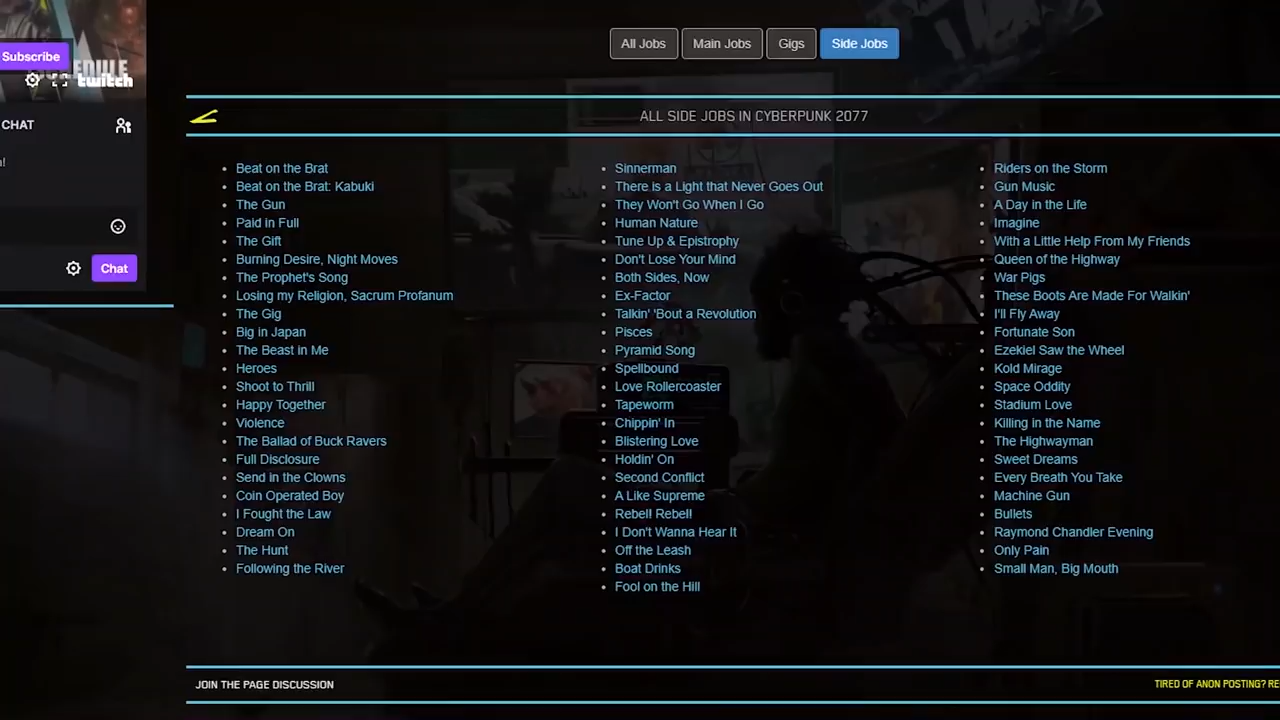 Subscribe
twitch
CHAT
Chat
All Jobs
Main Jobs
Gigs
Side Jobs
ALL SIDE JOBS IN CYBERPUNK 2077
Beat on the Brat
Beat on the Brat: Kabuki
The Gun
Paid in Full
The Gift
Burning Desire, Night Moves
The Prophet's Song
Losing my Religion, Sacrum Profanum
The Gig
Big in Japan
The Beast in Me
Heroes
Shoot to Thrill
Happy Together
Violence
The Ballad of Buck Ravers
Full Disclosure
Send in the Clowns
Coin Operated Boy
I Fought the Law
Dream On
The Hunt
Following the River
Sinnerman
There is a Light that Never Goes Out
They Won't Go When I Go
Human Nature
Tune Up & Epistrophy
Don't Lose Your Mind
Both Sides, Now
Ex-Factor
Talkin' 'Bout a Revolution
Pisces
Pyramid Song
Spellbound
Love Rollercoaster
Tapeworm
Chippin' In
Blistering Love
Holdin' On
Second Conflict
A Like Supreme
Rebel! Rebel!
I Don't Wanna Hear It
Off the Leash
Boat Drinks
Fool on the Hill
Riders on the Storm
Gun Music
A Day in the Life
Imagine
With a Little Help From My Friends
Queen of the Highway
War Pigs
These Boots Are Made For Walkin'
I'll Fly Away
Fortunate Son
Ezekiel Saw the Wheel
Kold Mirage
Space Oddity
Stadium Love
Killing in the Name
The Highwayman
Sweet Dreams
Every Breath You Take
Machine Gun
Bullets
Raymond Chandler Evening
Only Pain
Small Man, Big Mouth
JOIN THE PAGE DISCUSSION
TIRED OF ANON POSTING? RE